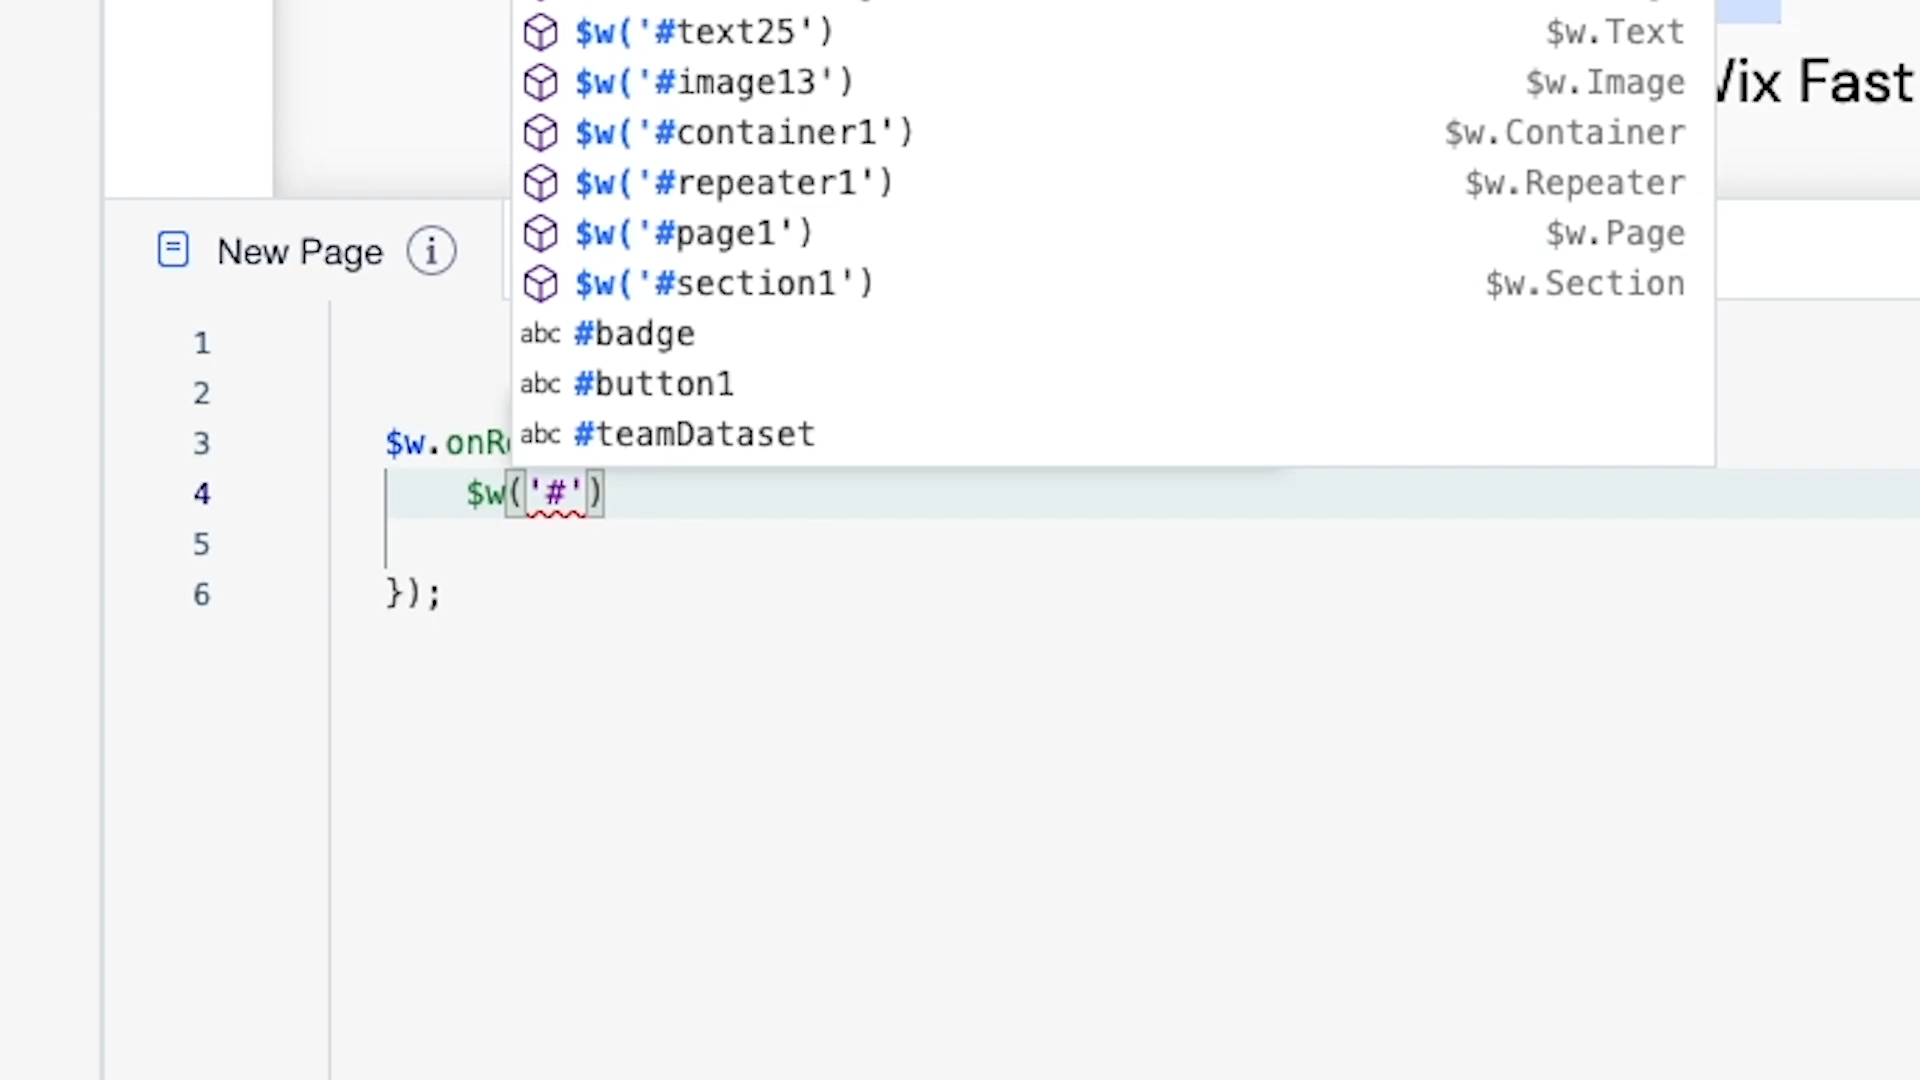 $w('#text25') $w.Text
$w('#image13') $w.Image
Wix Fast
$w('#container1') $w.Container
$w('#repeater1') $w.Repeater
$w('#page1') $w.Page
New Page i
$w('#section1') $w.Section
1
abc #badge
2
abc #button1
3 $w.onR
abc #teamDataset
4 $w('#')
5
6 });